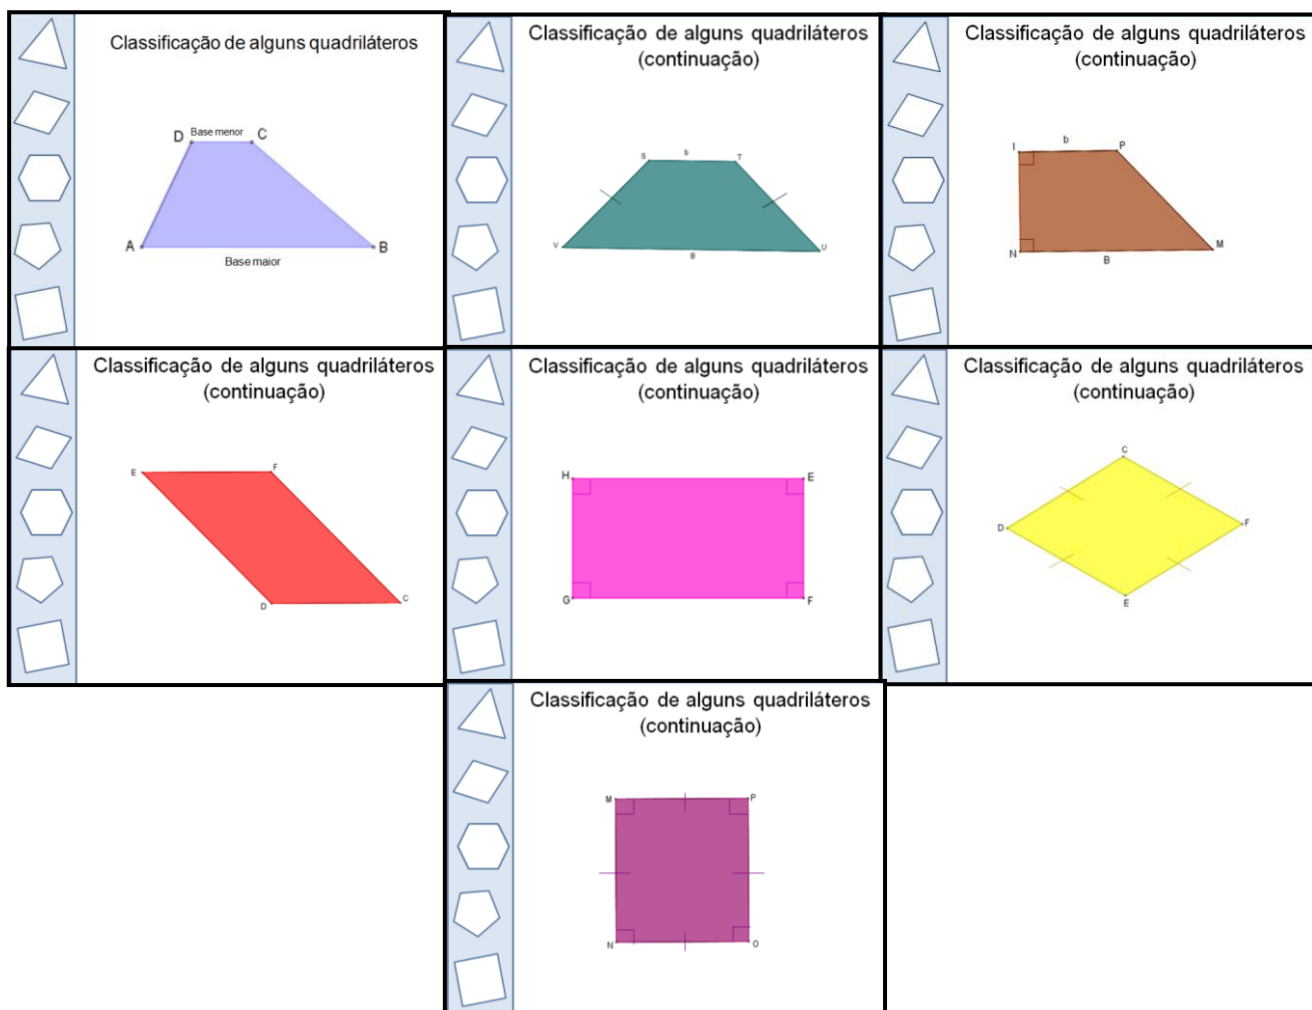 Classificação de alguns quadriláteros
D Base menor C
A B
Base maior
Classificação de alguns quadriláteros
(continuação)
S b T
V B U
Classificação de alguns quadriláteros
(continuação)
I b P
N B M
Classificação de alguns quadriláteros
(continuação)
E F
D C
Classificação de alguns quadriláteros
(continuação)
H E
G F
Classificação de alguns quadriláteros
(continuação)
C
D F
E
Classificação de alguns quadriláteros
(continuação)
M P
N O